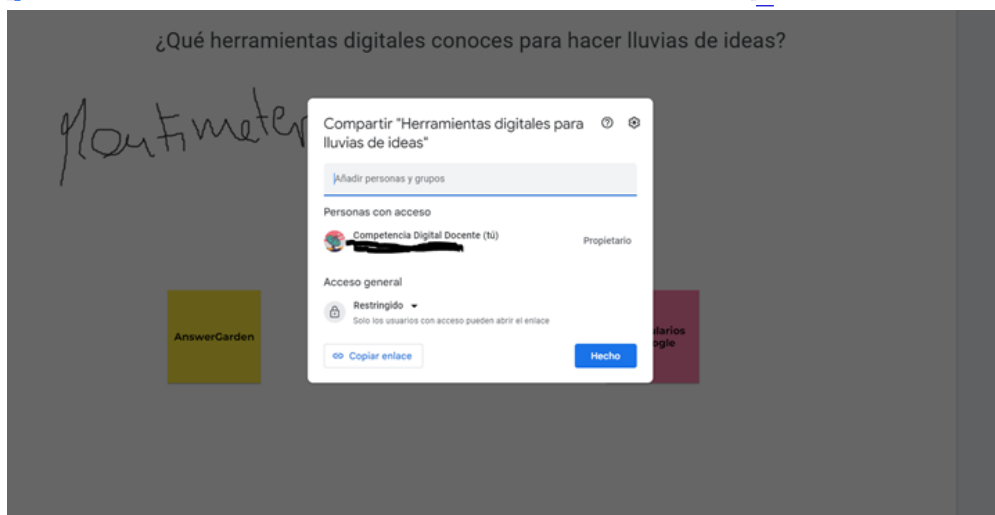 ¿Qué herramientas digitales conoces para hacer lluvias de ideas?
Compartir "Herramientas digitales para
lluvias de ideas"
Añadir personas y grupos
Personas con acceso
Competencia Digital Docente (tú)
Propietario
Acceso general
Restringido
Solo los usuarios con acceso pueden abrir el enlace
AnswerGarden
Copiar enlace
Hecho